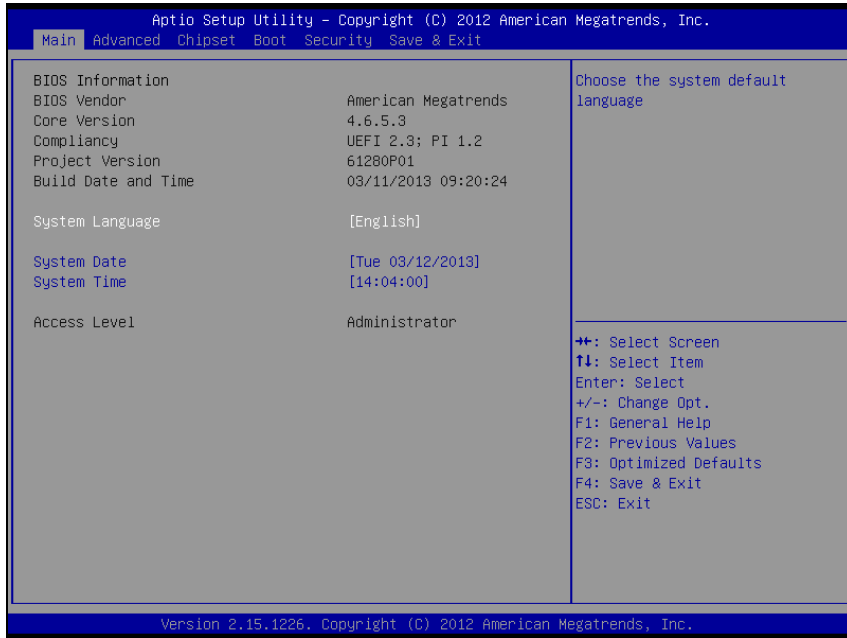 Aptio Setup Utility – Copyright (C) 2012 American Megatrends, Inc.
Main Advanced Chipset Boot Security Save & Exit
BIOS Information
BIOS Vendor American Megatrends
Core Version 4.6.5.3
Compliancy UEFI 2.3; PI 1.2
Project Version 61280P01
Build Date and Time 03/11/2013 09:20:24
System Language [English]
System Date [Tue 03/12/2013]
System Time [14:04:00]
Access Level Administrator
Choose the system default
language
→←: Select Screen
↑↓: Select Item
Enter: Select
+/-: Change Opt.
F1: General Help
F2: Previous Values
F3: Optimized Defaults
F4: Save & Exit
ESC: Exit
Version 2.15.1226. Copyright (C) 2012 American Megatrends, Inc.